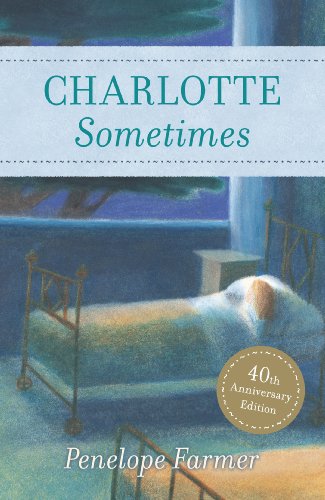 CHARLOTTE
Sometimes
40th
Anniversary
Edition
Penelope Farmer